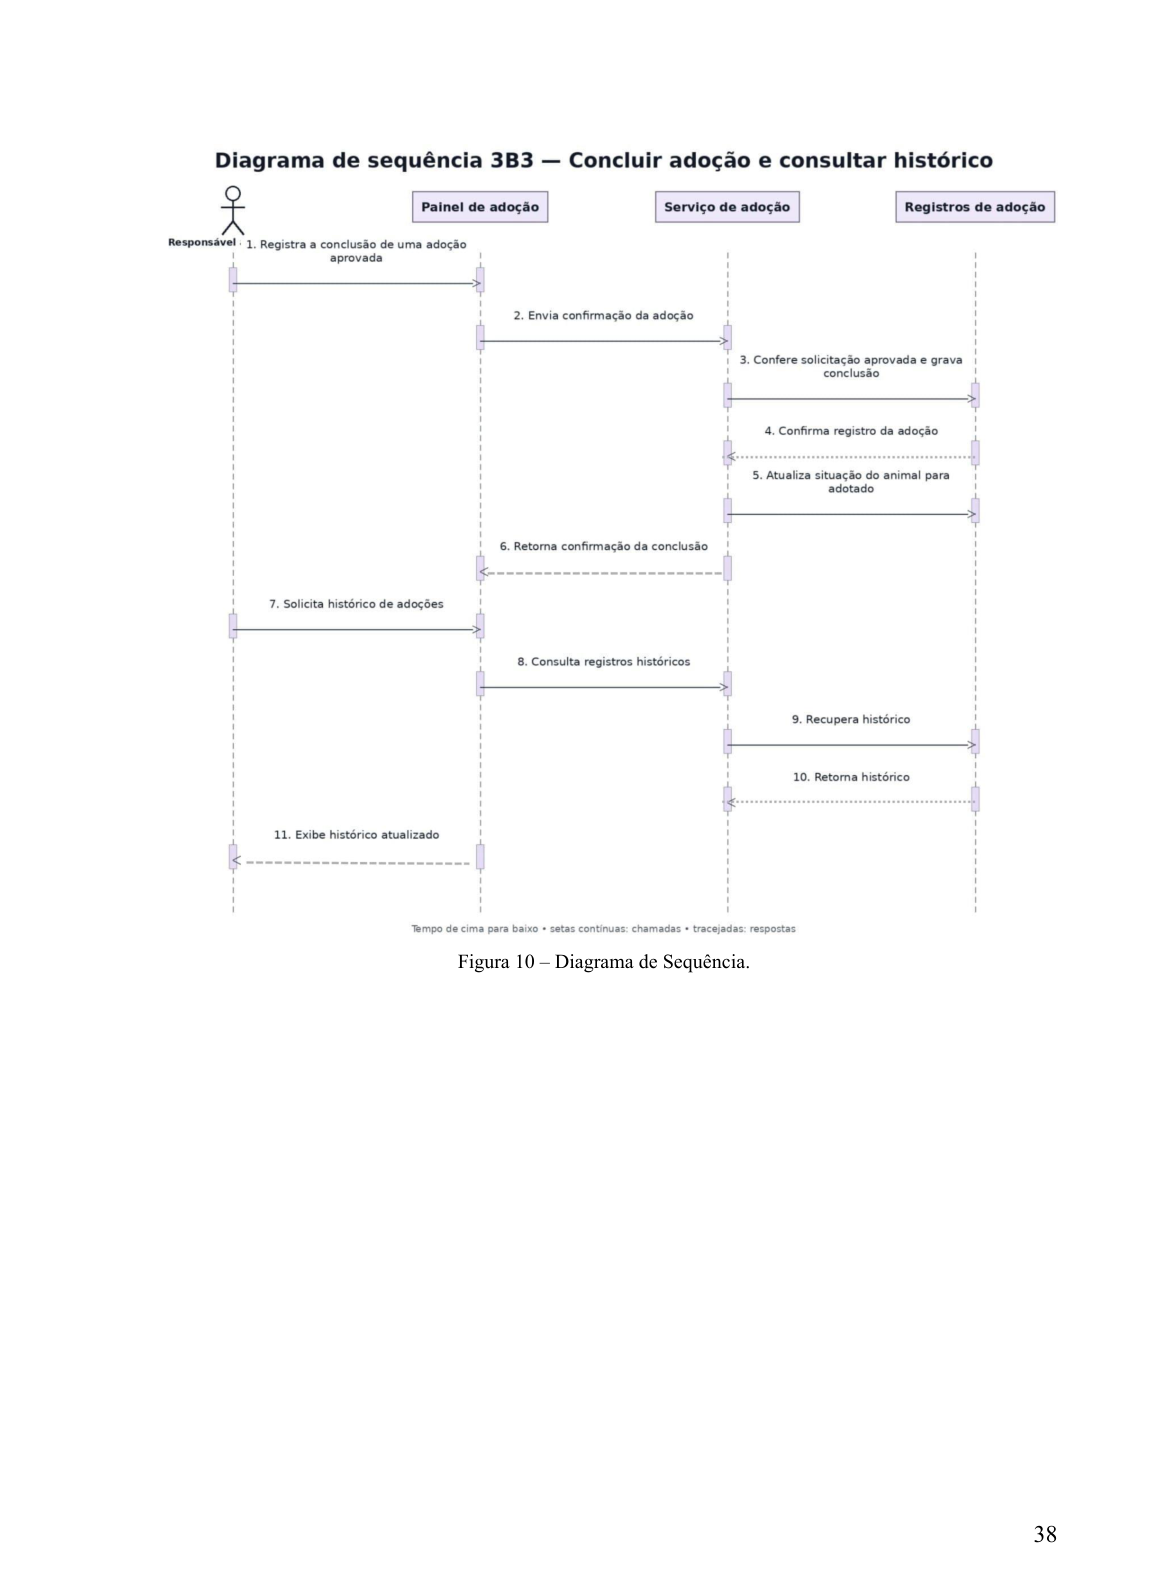 Diagrama de sequência 3B3 — Concluir adoção e consultar histórico
Painel de adoção
Serviço de adoção
Registros de adoção
Responsável
1. Registra a conclusão de uma adoção
aprovada
2. Envia confirmação da adoção
3. Confere solicitação aprovada e grava
conclusão
4. Confirma registro da adoção
5. Atualiza situação do animal para
adotado
6. Retorna confirmação da conclusão
7. Solicita histórico de adoções
8. Consulta registros históricos
9. Recupera histórico
10. Retorna histórico
11. Exibe histórico atualizado
Tempo de cima para baixo • setas contínuas: chamadas • tracejadas: respostas
Figura 10 – Diagrama de Sequência.
38